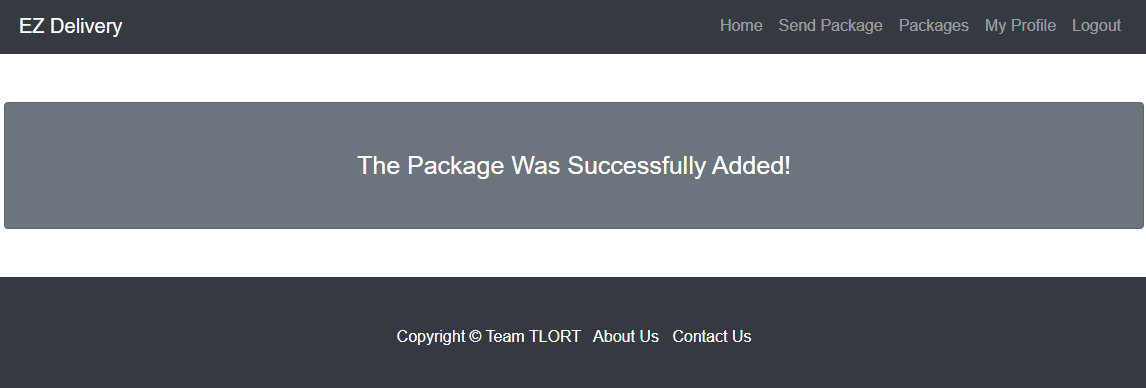 EZ Delivery Home Send Package Packages My Profile Logout
The Package Was Successfully Added!
Copyright © Team TLORT About Us Contact Us